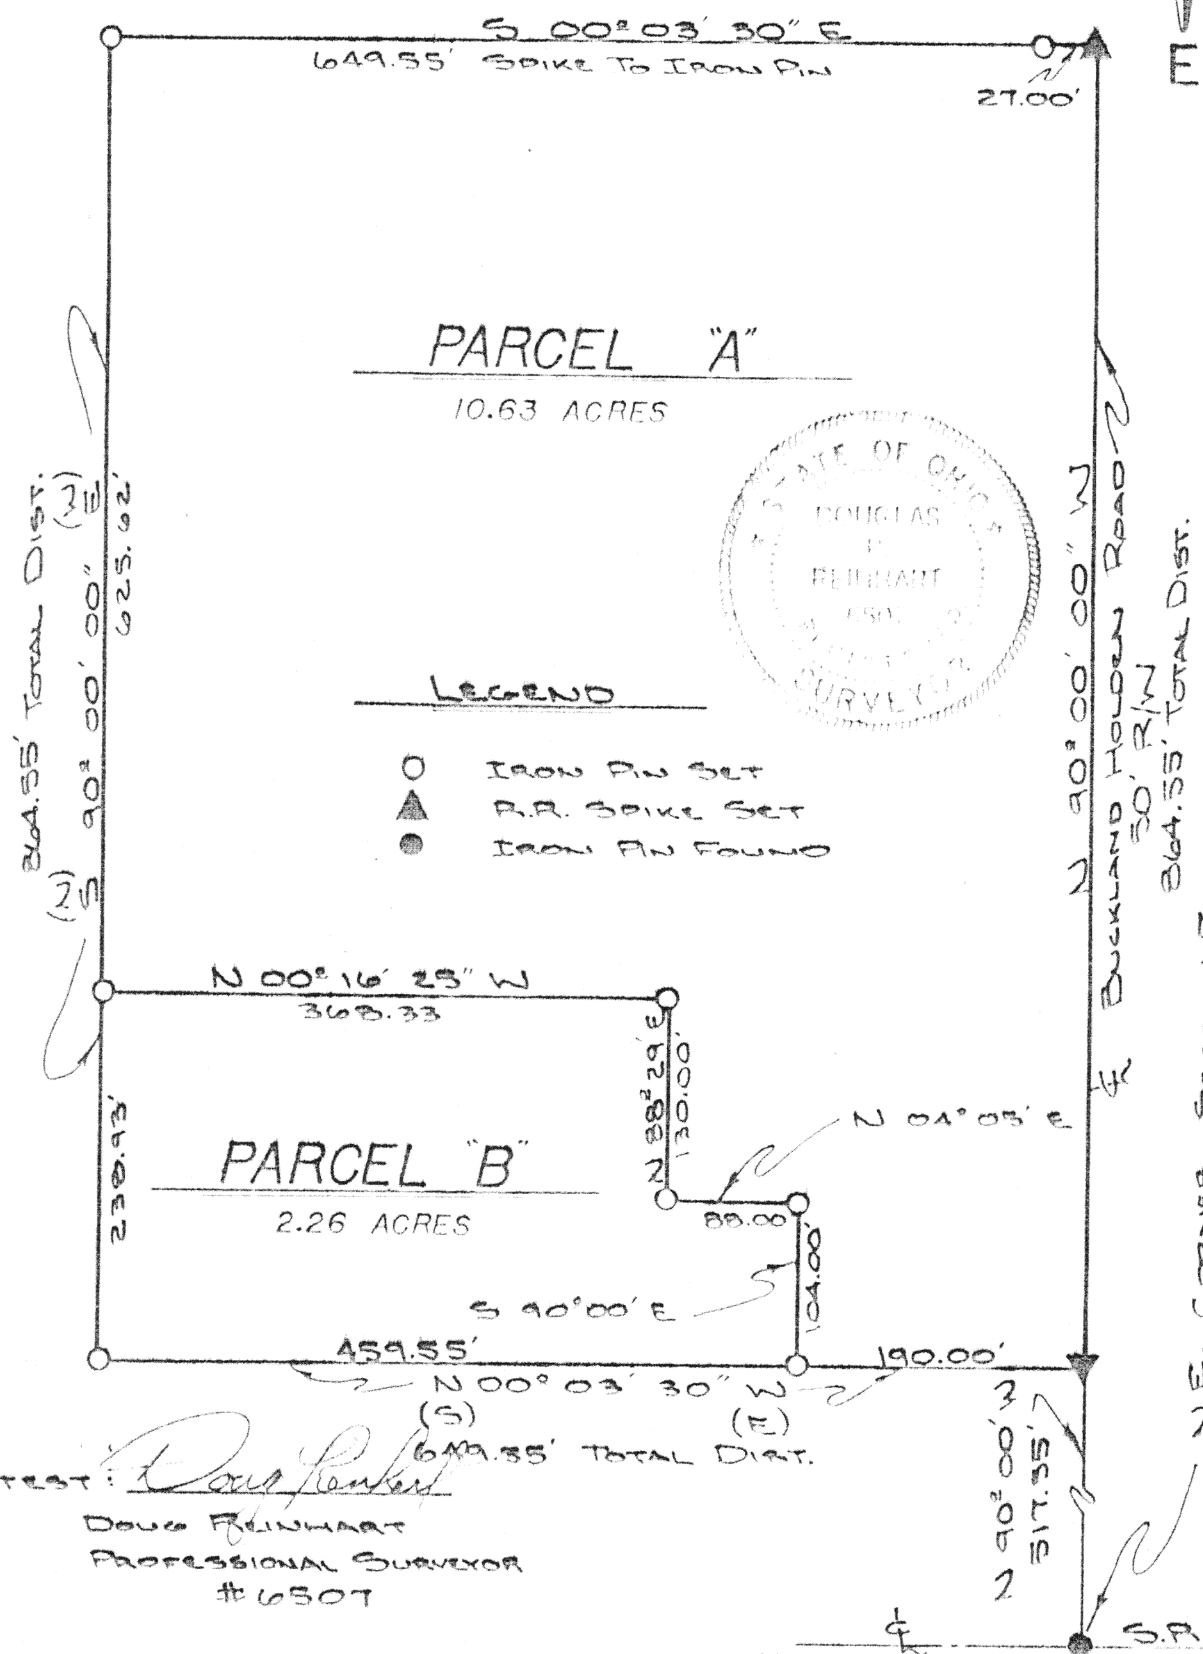 S 00° 03' 30" E
649.55' SPIKE TO IRON PIN
27.00'
E
PARCEL "A"
10.63 ACRES
STATE OF OHIO
DOUGLAS
REINHART
SURVEYOR
864.55' TOTAL DIST.
(N) (W)
S 90° 00' 00" E
625.62'
N 90° 00' 00" W
BUCKLAND HOLDEN ROAD
50' R/W
864.55' TOTAL DIST.
LEGEND
IRON PIN SET
R.R. SPIKE SET
IRON PIN FOUND
N 00° 16' 25" W
368.33
N 88° 29' E
130.00'
N 04° 05' E
88.00'
238.93'
PARCEL "B"
2.26 ACRES
S 90°00' E
104.00'
459.55'
190.00'
N 00° 03' 30" W
(S) (E)
649.55' TOTAL DIST.
N 90° 00' W
517.55'
TEST:
Doug Reinhart
DOUG REINHART
PROFESSIONAL SURVEYOR
#6507
S.R.